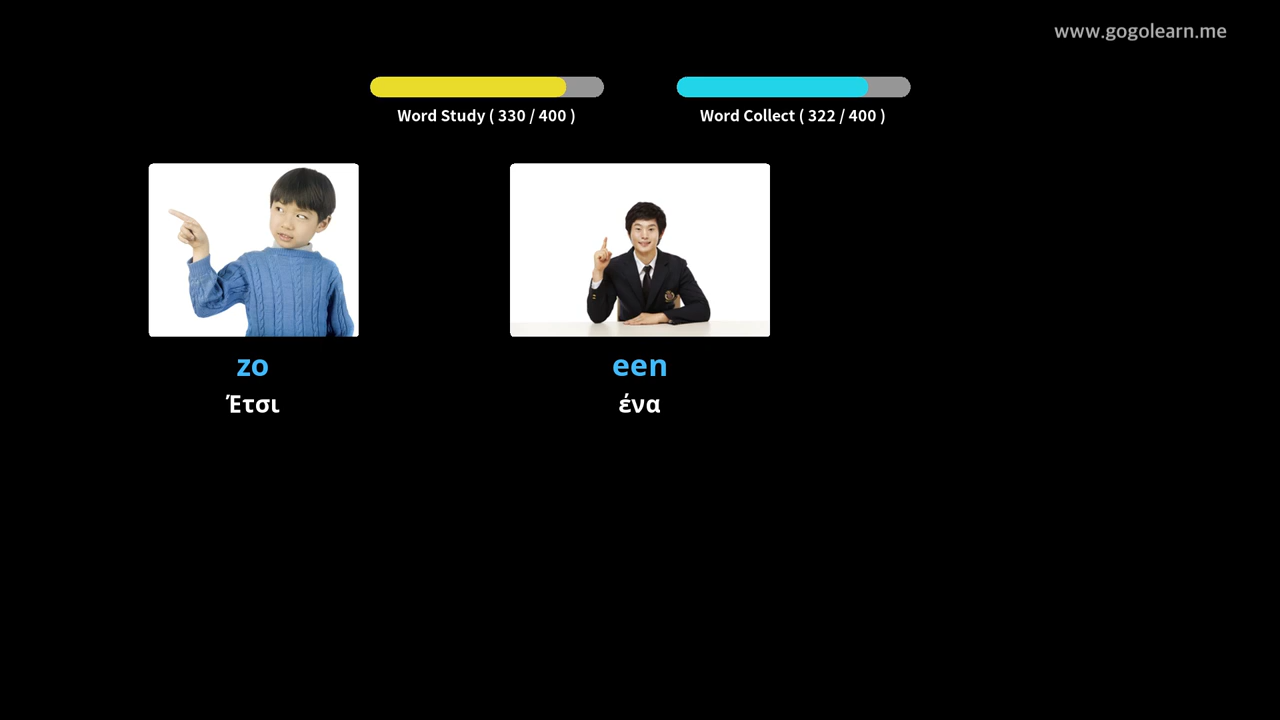 www.gogolearn.me
Word Study ( 330 / 400 )
Word Collect ( 322 / 400 )
zo
Έτσι
een
ένα